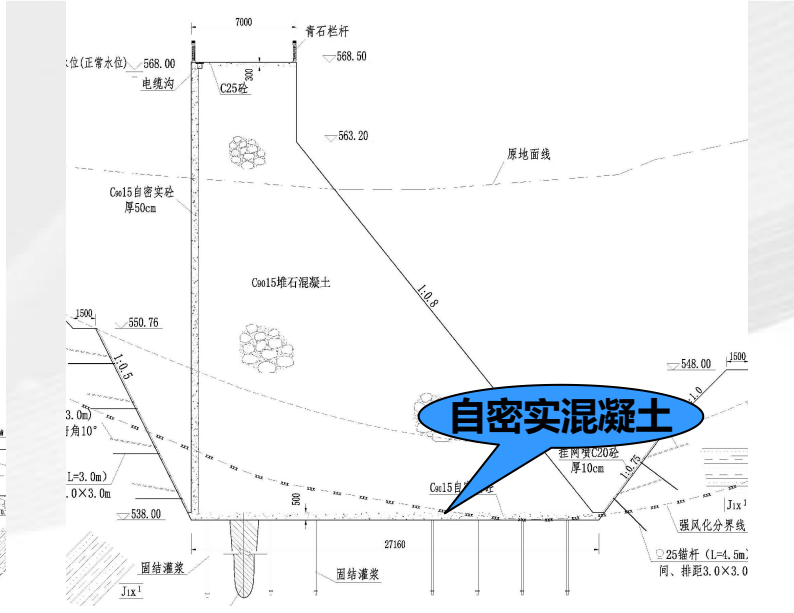 7000
青石栏杆
水位(正常水位)
568.00
568.50
电缆沟
300
C25砼
563.20
原地面线
C9015自密实砼
厚50cm
C9015堆石混凝土
1:0.8
1500
550.76
1:0.5
548.00
1500
1:1.0
自密实混凝土
3.0m)
角10°
挂网喷C20砼
厚10cm
1:0.75
L=3.0m)
.0×3.0m
C9015自
砼
500
J1x1
538.00
强风化分界线
27160
25锚杆(L=4.5m)
间、排距3.0×3.0
固结灌浆
固结灌浆
J1x1